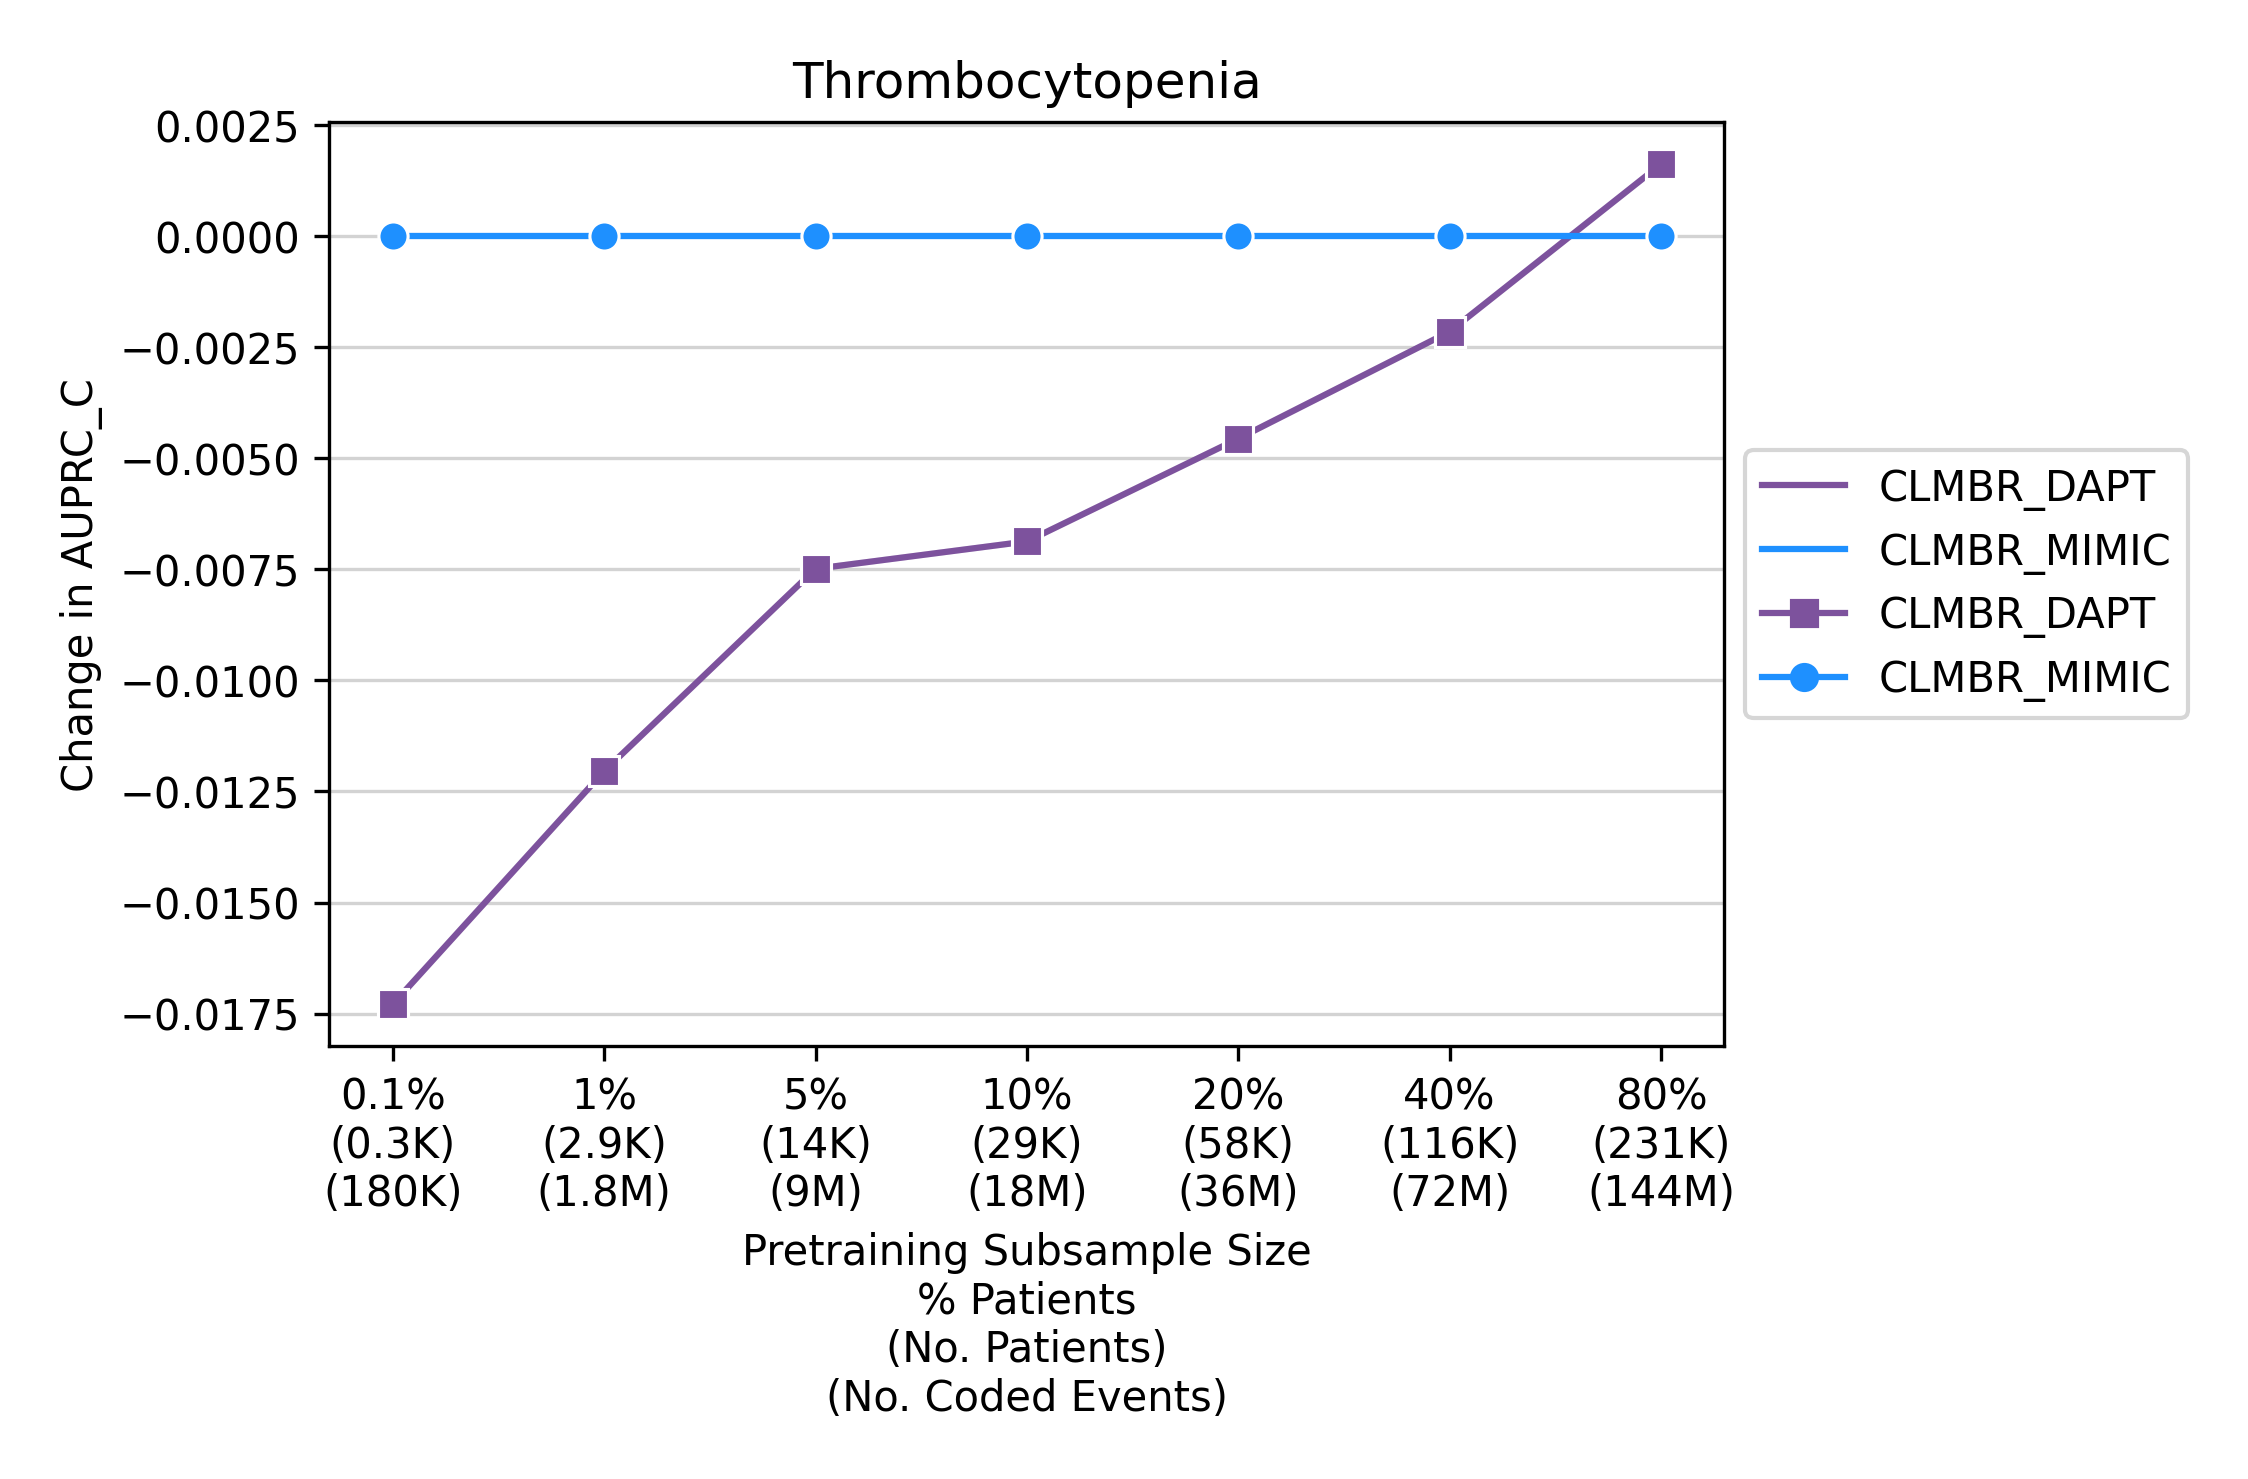 Thrombocytopenia
0.0025
0.0000
−0.0025
−0.0050
−0.0075
−0.0100
−0.0125
−0.0150
−0.0175
Change in AUPRC_C
0.1% 1% 5% 10% 20% 40% 80%
(0.3K) (2.9K) (14K) (29K) (58K) (116K) (231K)
(180K) (1.8M) (9M) (18M) (36M) (72M) (144M)
Pretraining Subsample Size
% Patients
(No. Patients)
(No. Coded Events)
CLMBR_DAPT
CLMBR_MIMIC
CLMBR_DAPT
CLMBR_MIMIC